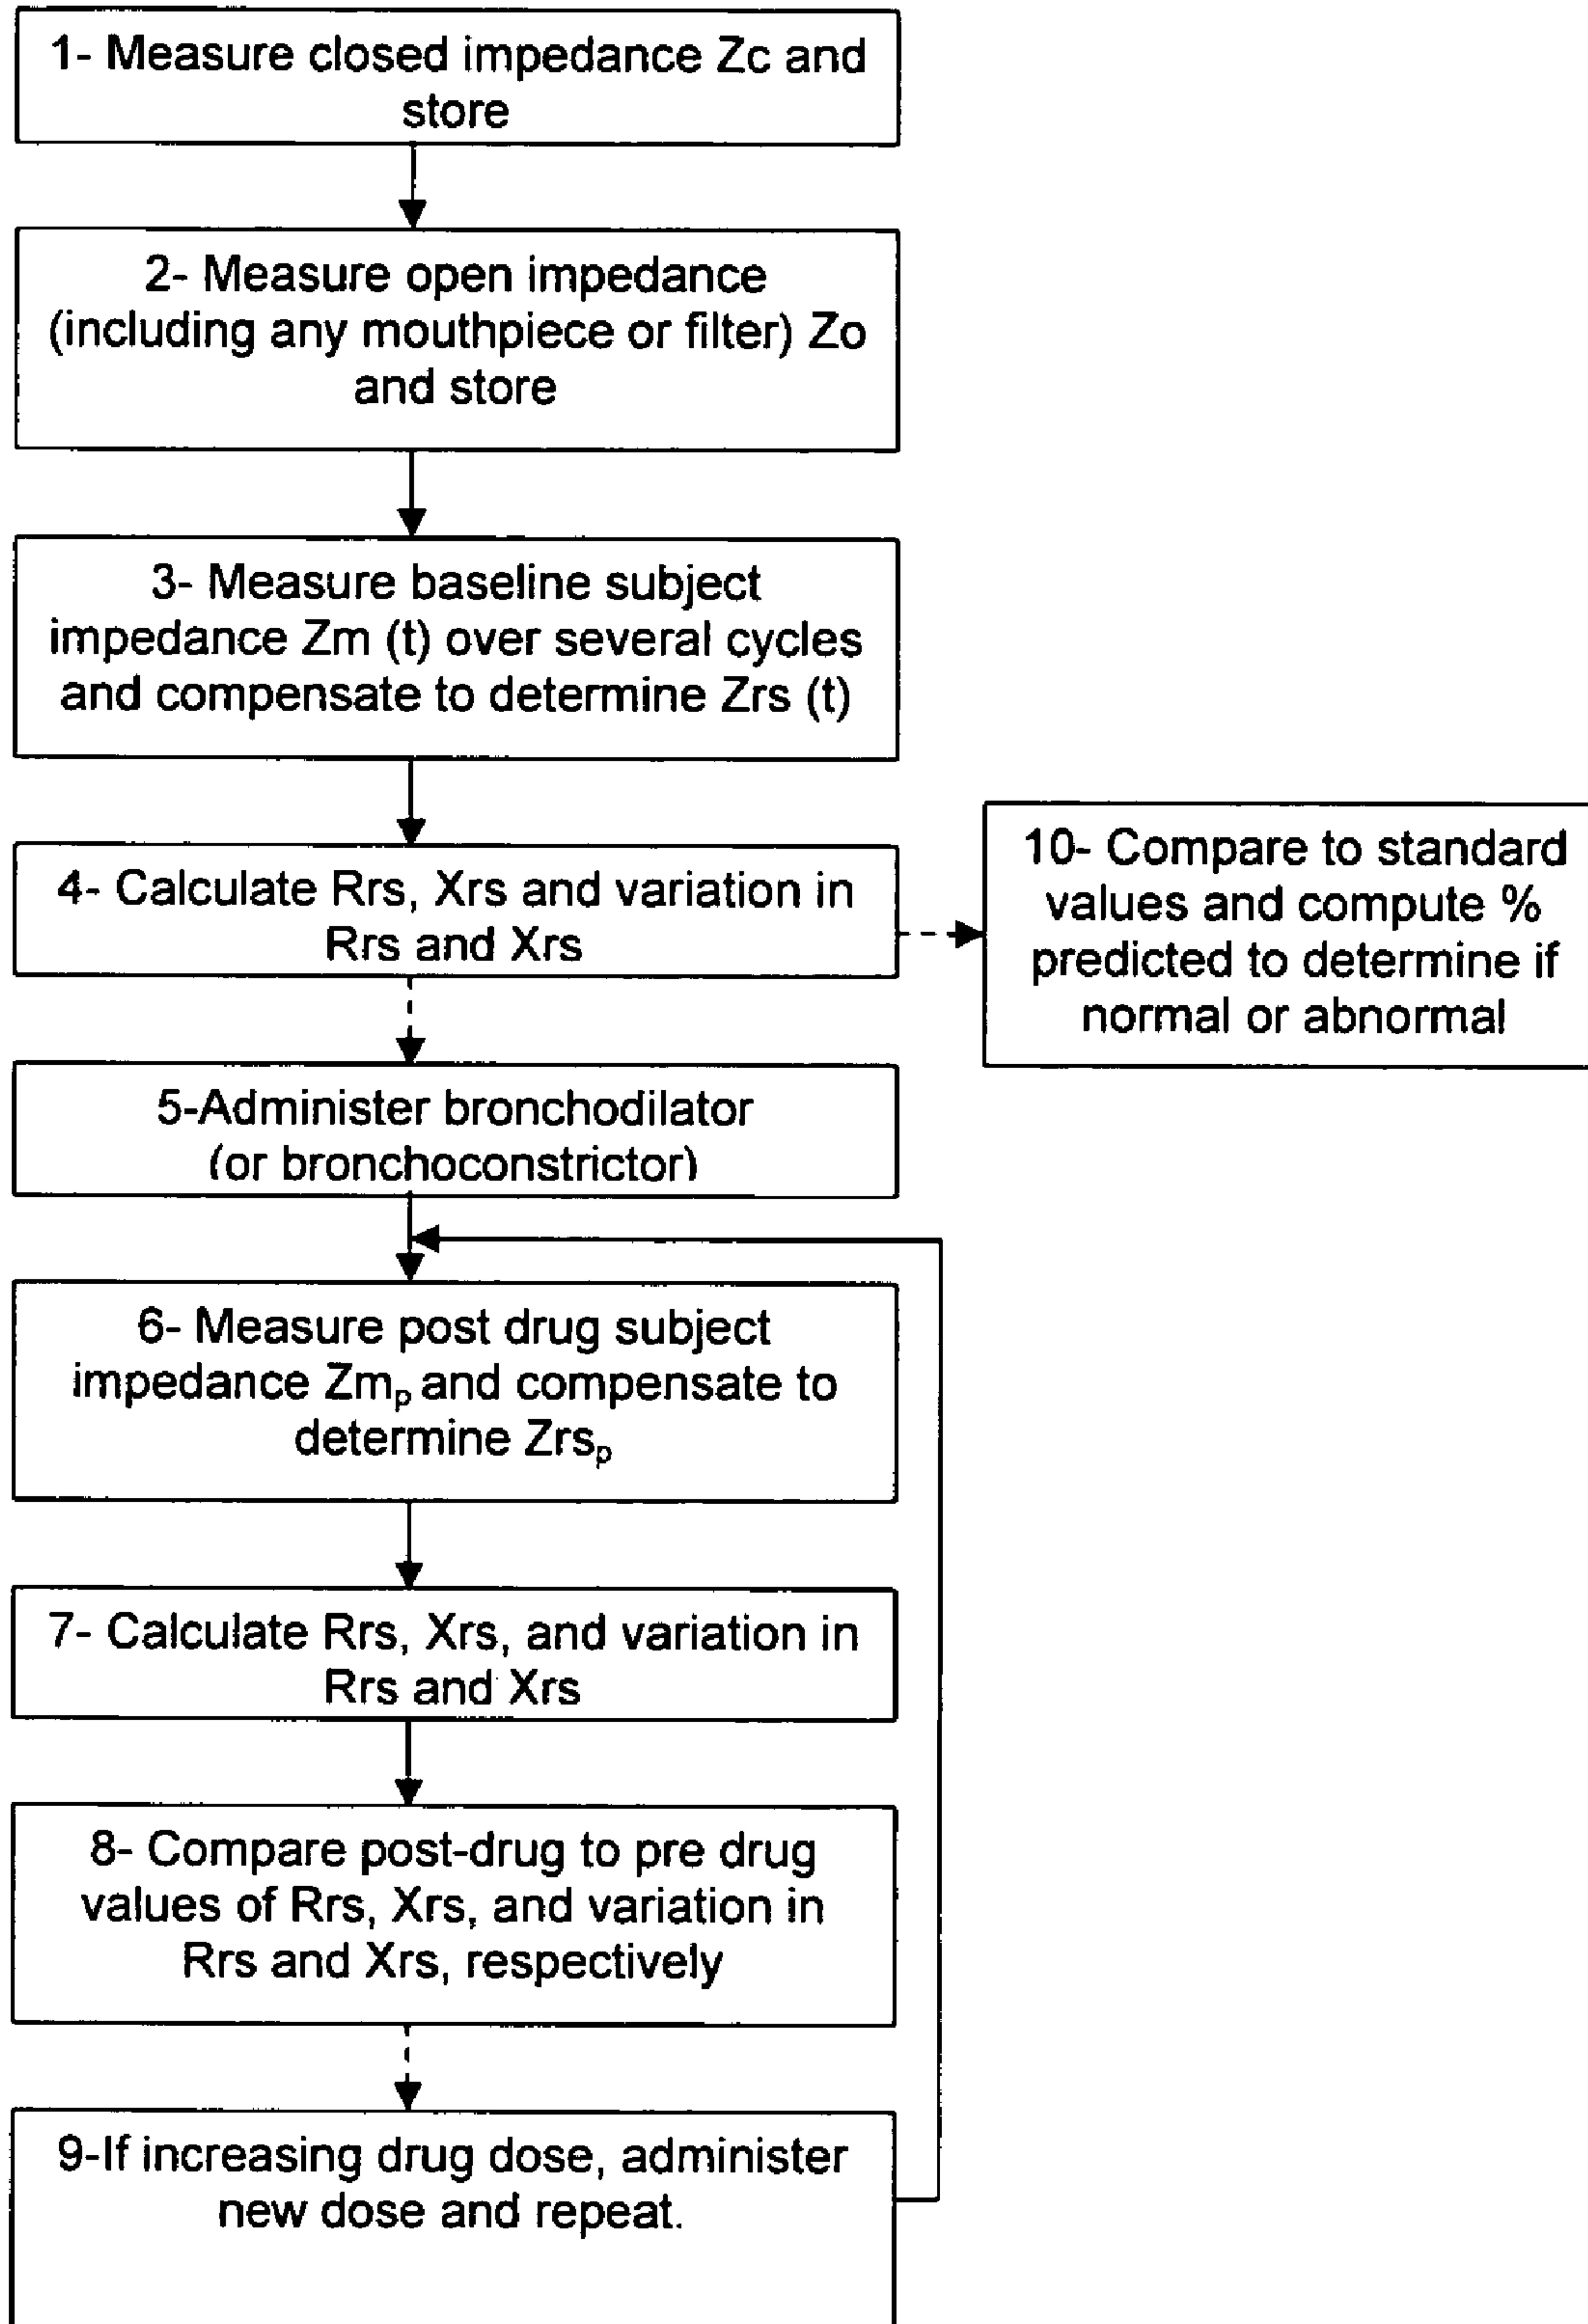 1- Measure closed impedance Zc and
store
2- Measure open impedance
(including any mouthpiece or filter) Zo
and store
3- Measure baseline subject
impedance Zm (t) over several cycles
and compensate to determine Zrs (t)
4- Calculate Rrs, Xrs and variation in
Rrs and Xrs
10- Compare to standard
values and compute %
predicted to determine if
normal or abnormal
5-Administer bronchodilator
(or bronchoconstrictor)
6- Measure post drug subject
impedance Zmₚ and compensate to
determine Zrsₚ
7- Calculate Rrs, Xrs, and variation in
Rrs and Xrs
8- Compare post-drug to pre drug
values of Rrs, Xrs, and variation in
Rrs and Xrs, respectively
9-If increasing drug dose, administer
new dose and repeat.